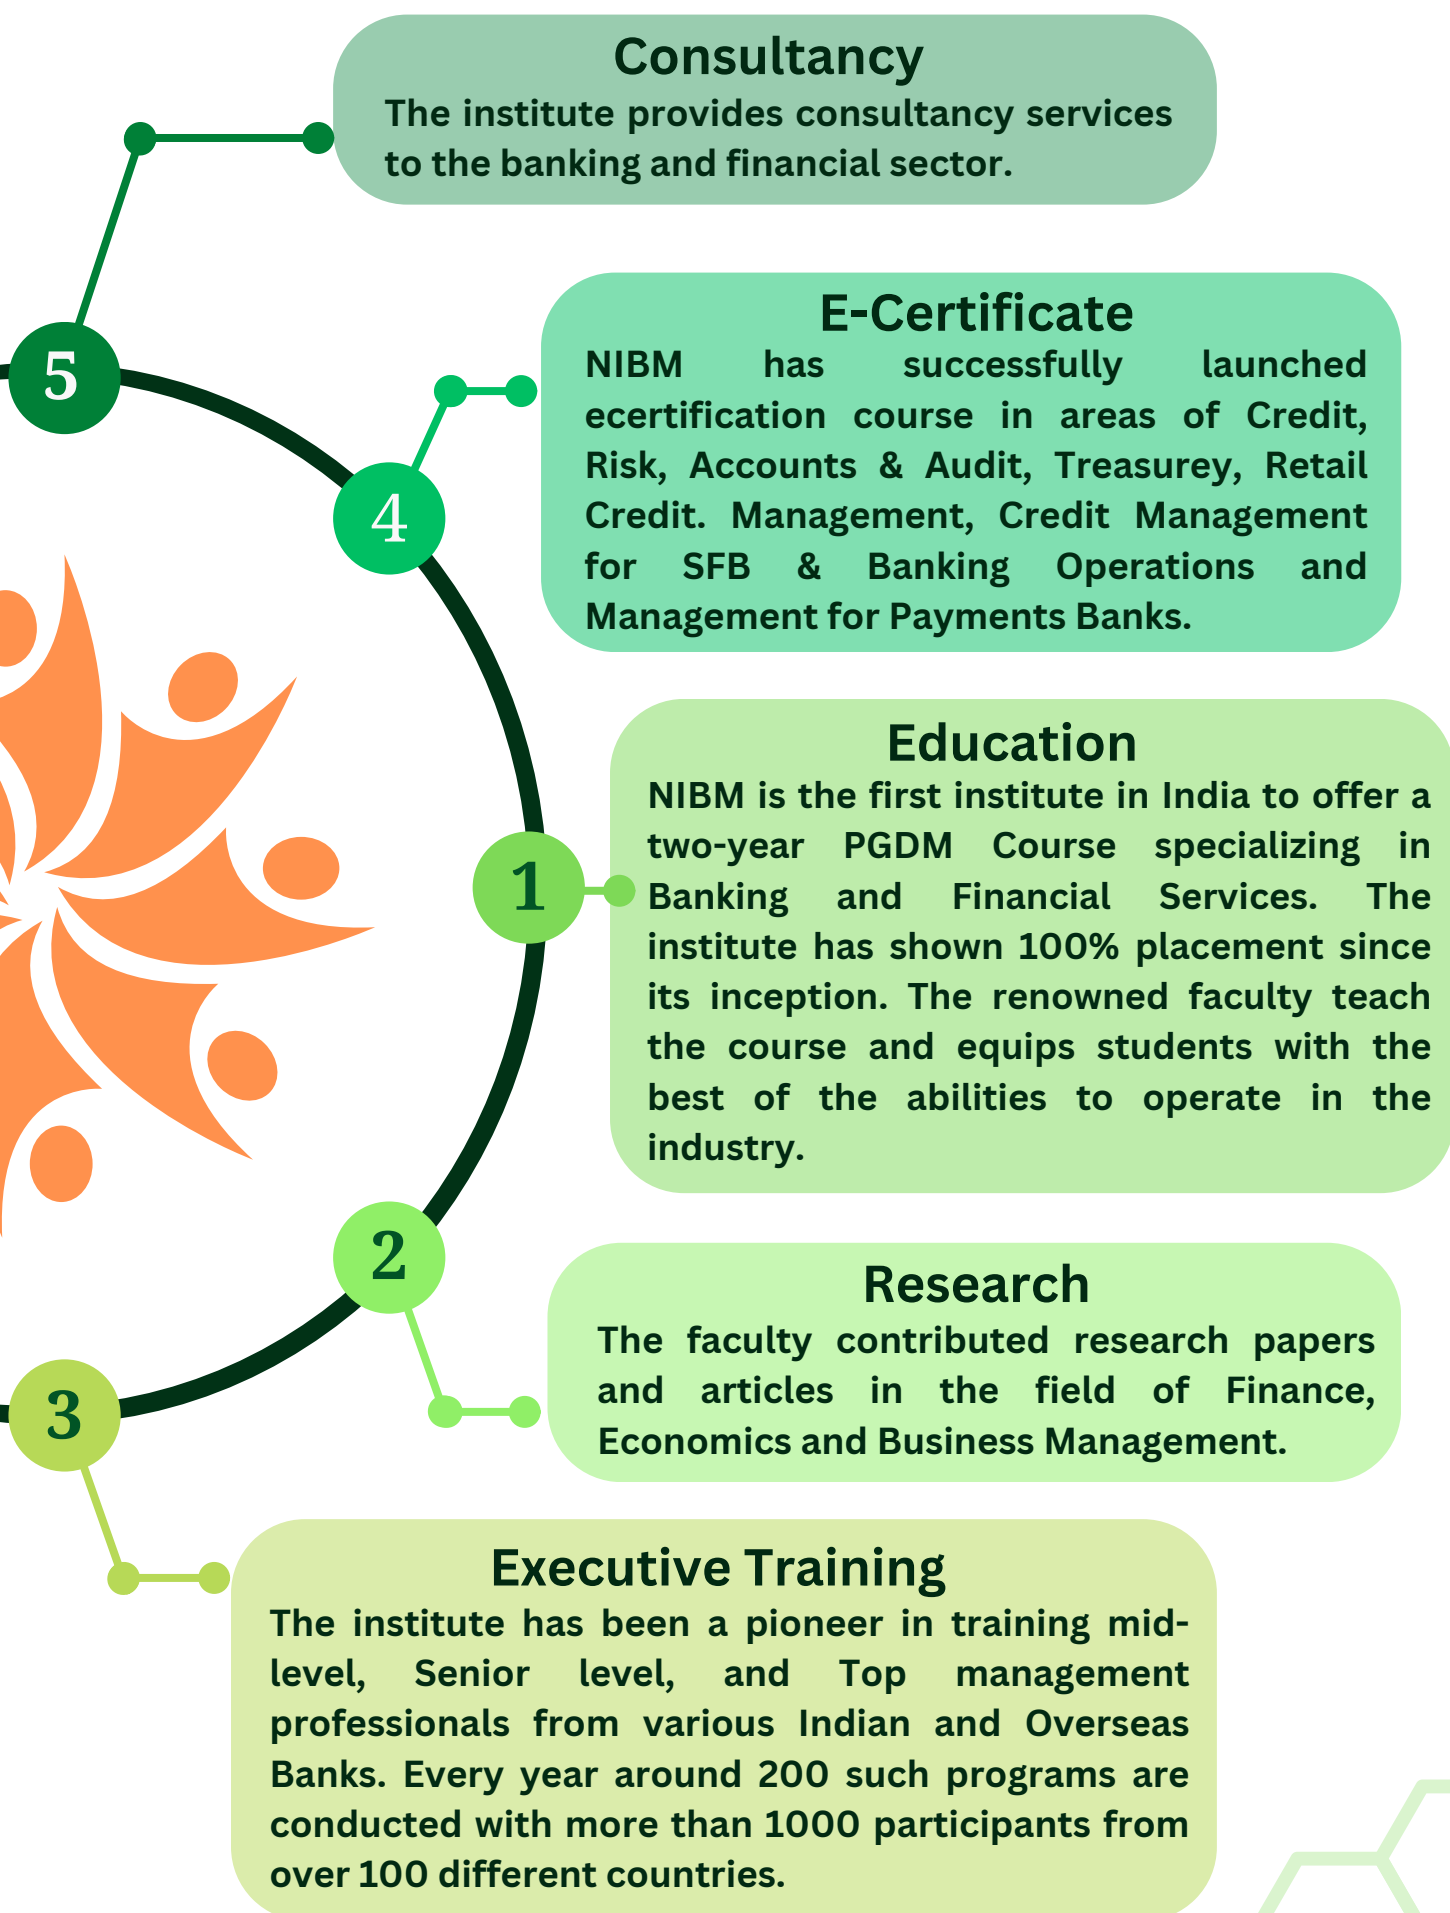 Consultancy
The institute provides consultancy services
to the banking and financial sector.
5
E-Certificate
NIBM has successfully launched
ecertification course in areas of Credit,
Risk, Accounts & Audit, Treasurey, Retail
Credit. Management, Credit Management
for SFB & Banking Operations and
Management for Payments Banks.
4
Education
NIBM is the first institute in India to offer a
two-year PGDM Course specializing in
Banking and Financial Services. The
institute has shown 100% placement since
its inception. The renowned faculty teach
the course and equips students with the
best of the abilities to operate in the
industry.
1
Research
The faculty contributed research papers
and articles in the field of Finance,
Economics and Business Management.
2
3
Executive Training
The institute has been a pioneer in training mid-
level, Senior level, and Top management
professionals from various Indian and Overseas
Banks. Every year around 200 such programs are
conducted with more than 1000 participants from
over 100 different countries.